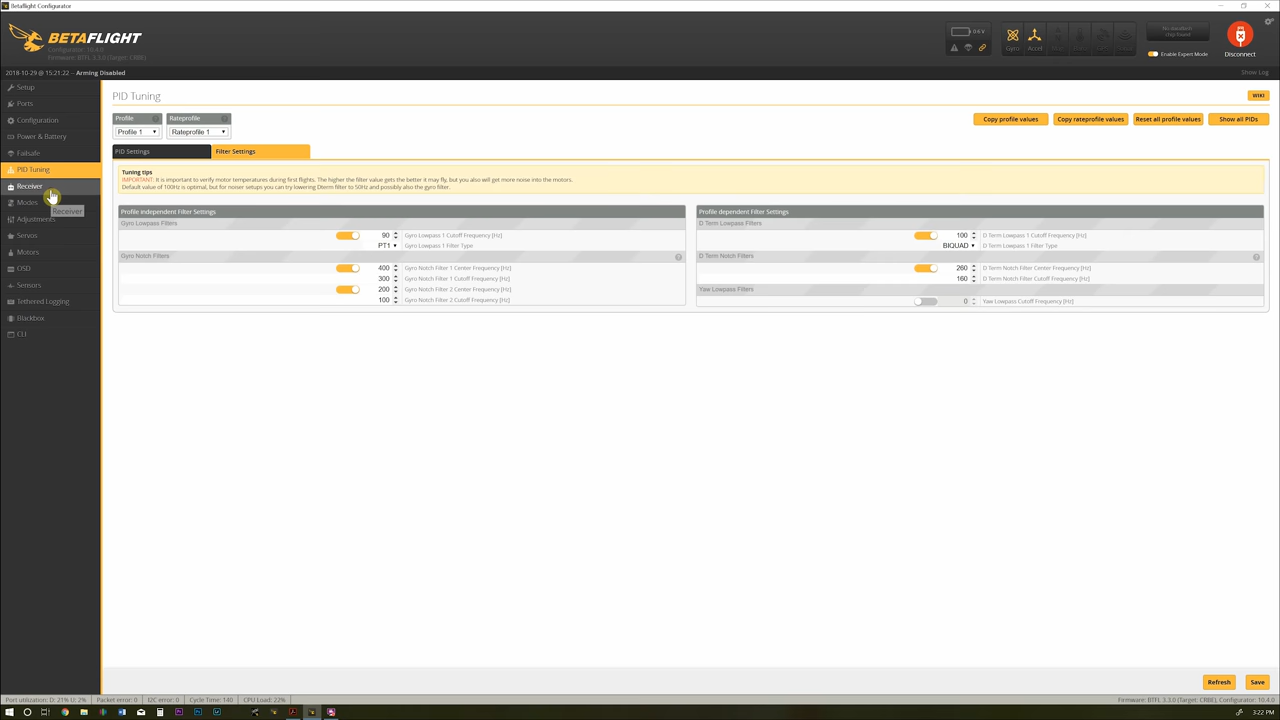 Betaflight Configurator
BETAFLIGHT
Configurator: 10.4.0
Firmware: BTFL 3.3.0 (Target: CRBE)
0 V
Gyro
Accel
No dataflash
chip found
Enable Expert Mode
Disconnect
2018-10-29 @ 15:21:22 -- Arming Disabled
Show Log
Setup
Ports
Configuration
Power & Battery
Failsafe
PID Tuning
Receiver
Modes
Receiver
Adjustments
Servos
Motors
OSD
Sensors
Tethered Logging
Blackbox
CLI
PID Tuning
WIKI
Profile
Rateprofile
Profile 1
Rateprofile 1
Copy profile values
Copy rateprofile values
Reset all profile values
Show all PIDs
PID Settings
Filter Settings
Tuning tips
IMPORTANT: It is important to verify motor temperatures during first flights. The higher the filter value gets the better it may fly, but you also will get more noise into the motors.
Default value of 100Hz is optimal, but for noiser setups you can try lowering Dterm filter to 50Hz and possibly also the gyro filter.
Profile independent Filter Settings
Gyro Lowpass Filters
90 Gyro Lowpass 1 Cutoff Frequency [Hz]
PT1 Gyro Lowpass 1 Filter Type
Gyro Notch Filters
400 Gyro Notch Filter 1 Center Frequency [Hz]
300 Gyro Notch Filter 1 Cutoff Frequency [Hz]
200 Gyro Notch Filter 2 Center Frequency [Hz]
100 Gyro Notch Filter 2 Cutoff Frequency [Hz]
Profile dependent Filter Settings
D Term Lowpass Filters
100 D Term Lowpass 1 Cutoff Frequency [Hz]
BIQUAD D Term Lowpass 1 Filter Type
D Term Notch Filters
260 D Term Notch Filter Center Frequency [Hz]
160 D Term Notch Filter Cutoff Frequency [Hz]
Yaw Lowpass Filters
0 Yaw Lowpass Cutoff Frequency [Hz]
Refresh
Save
Port utilization: D: 21% U: 2%
Packet error: 0
I2C error: 0
Cycle Time: 140
CPU Load: 22%
Firmware: BTFL 3.3.0 (Target: CRBE), Configurator: 10.4.0
3:22 PM